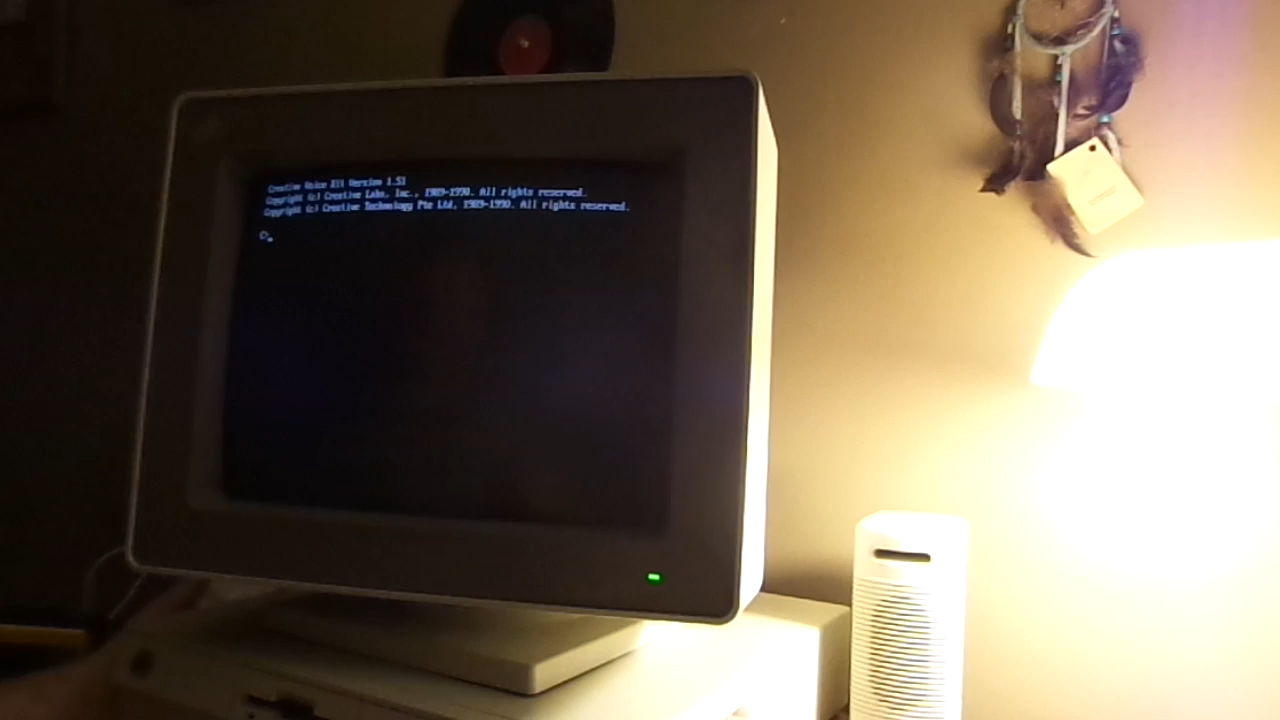 Creative Voice Kit Version 1.51
Copyright (c) Creative Labs, Inc., 1989-1990. All rights reserved.
Copyright (c) Creative Technology Pte Ltd, 1989-1990. All rights reserved.
C>_